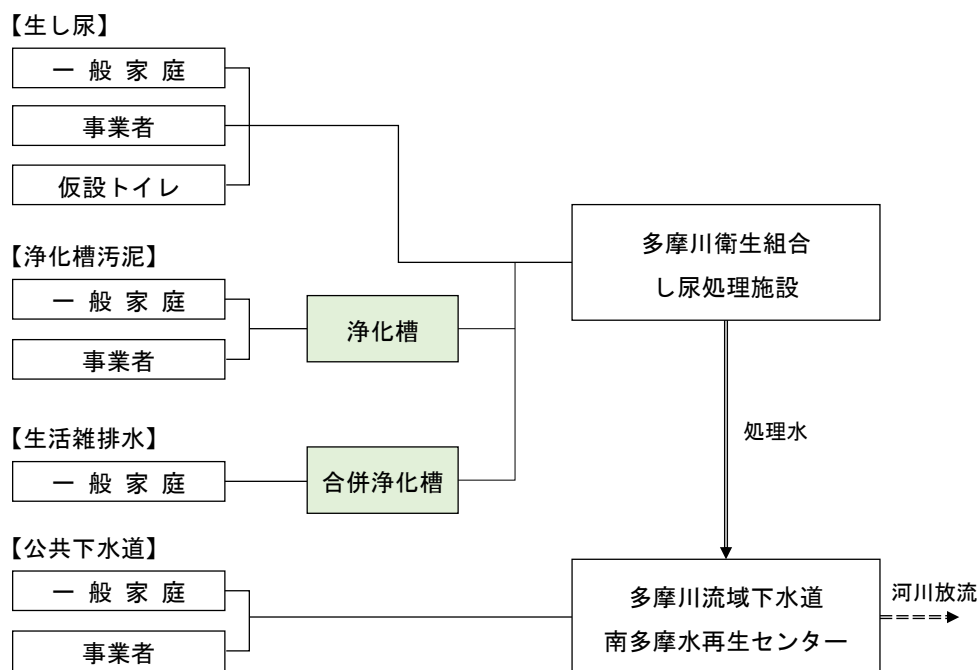 【生し尿】
一 般 家 庭
事業者
仮設トイレ
【浄化槽汚泥】
一 般 家 庭
事業者
浄化槽
【生活雑排水】
一 般 家 庭
合併浄化槽
多摩川衛生組合
し尿処理施設
処理水
【公共下水道】
一 般 家 庭
事業者
多摩川流域下水道
南多摩水再生センター
河川放流